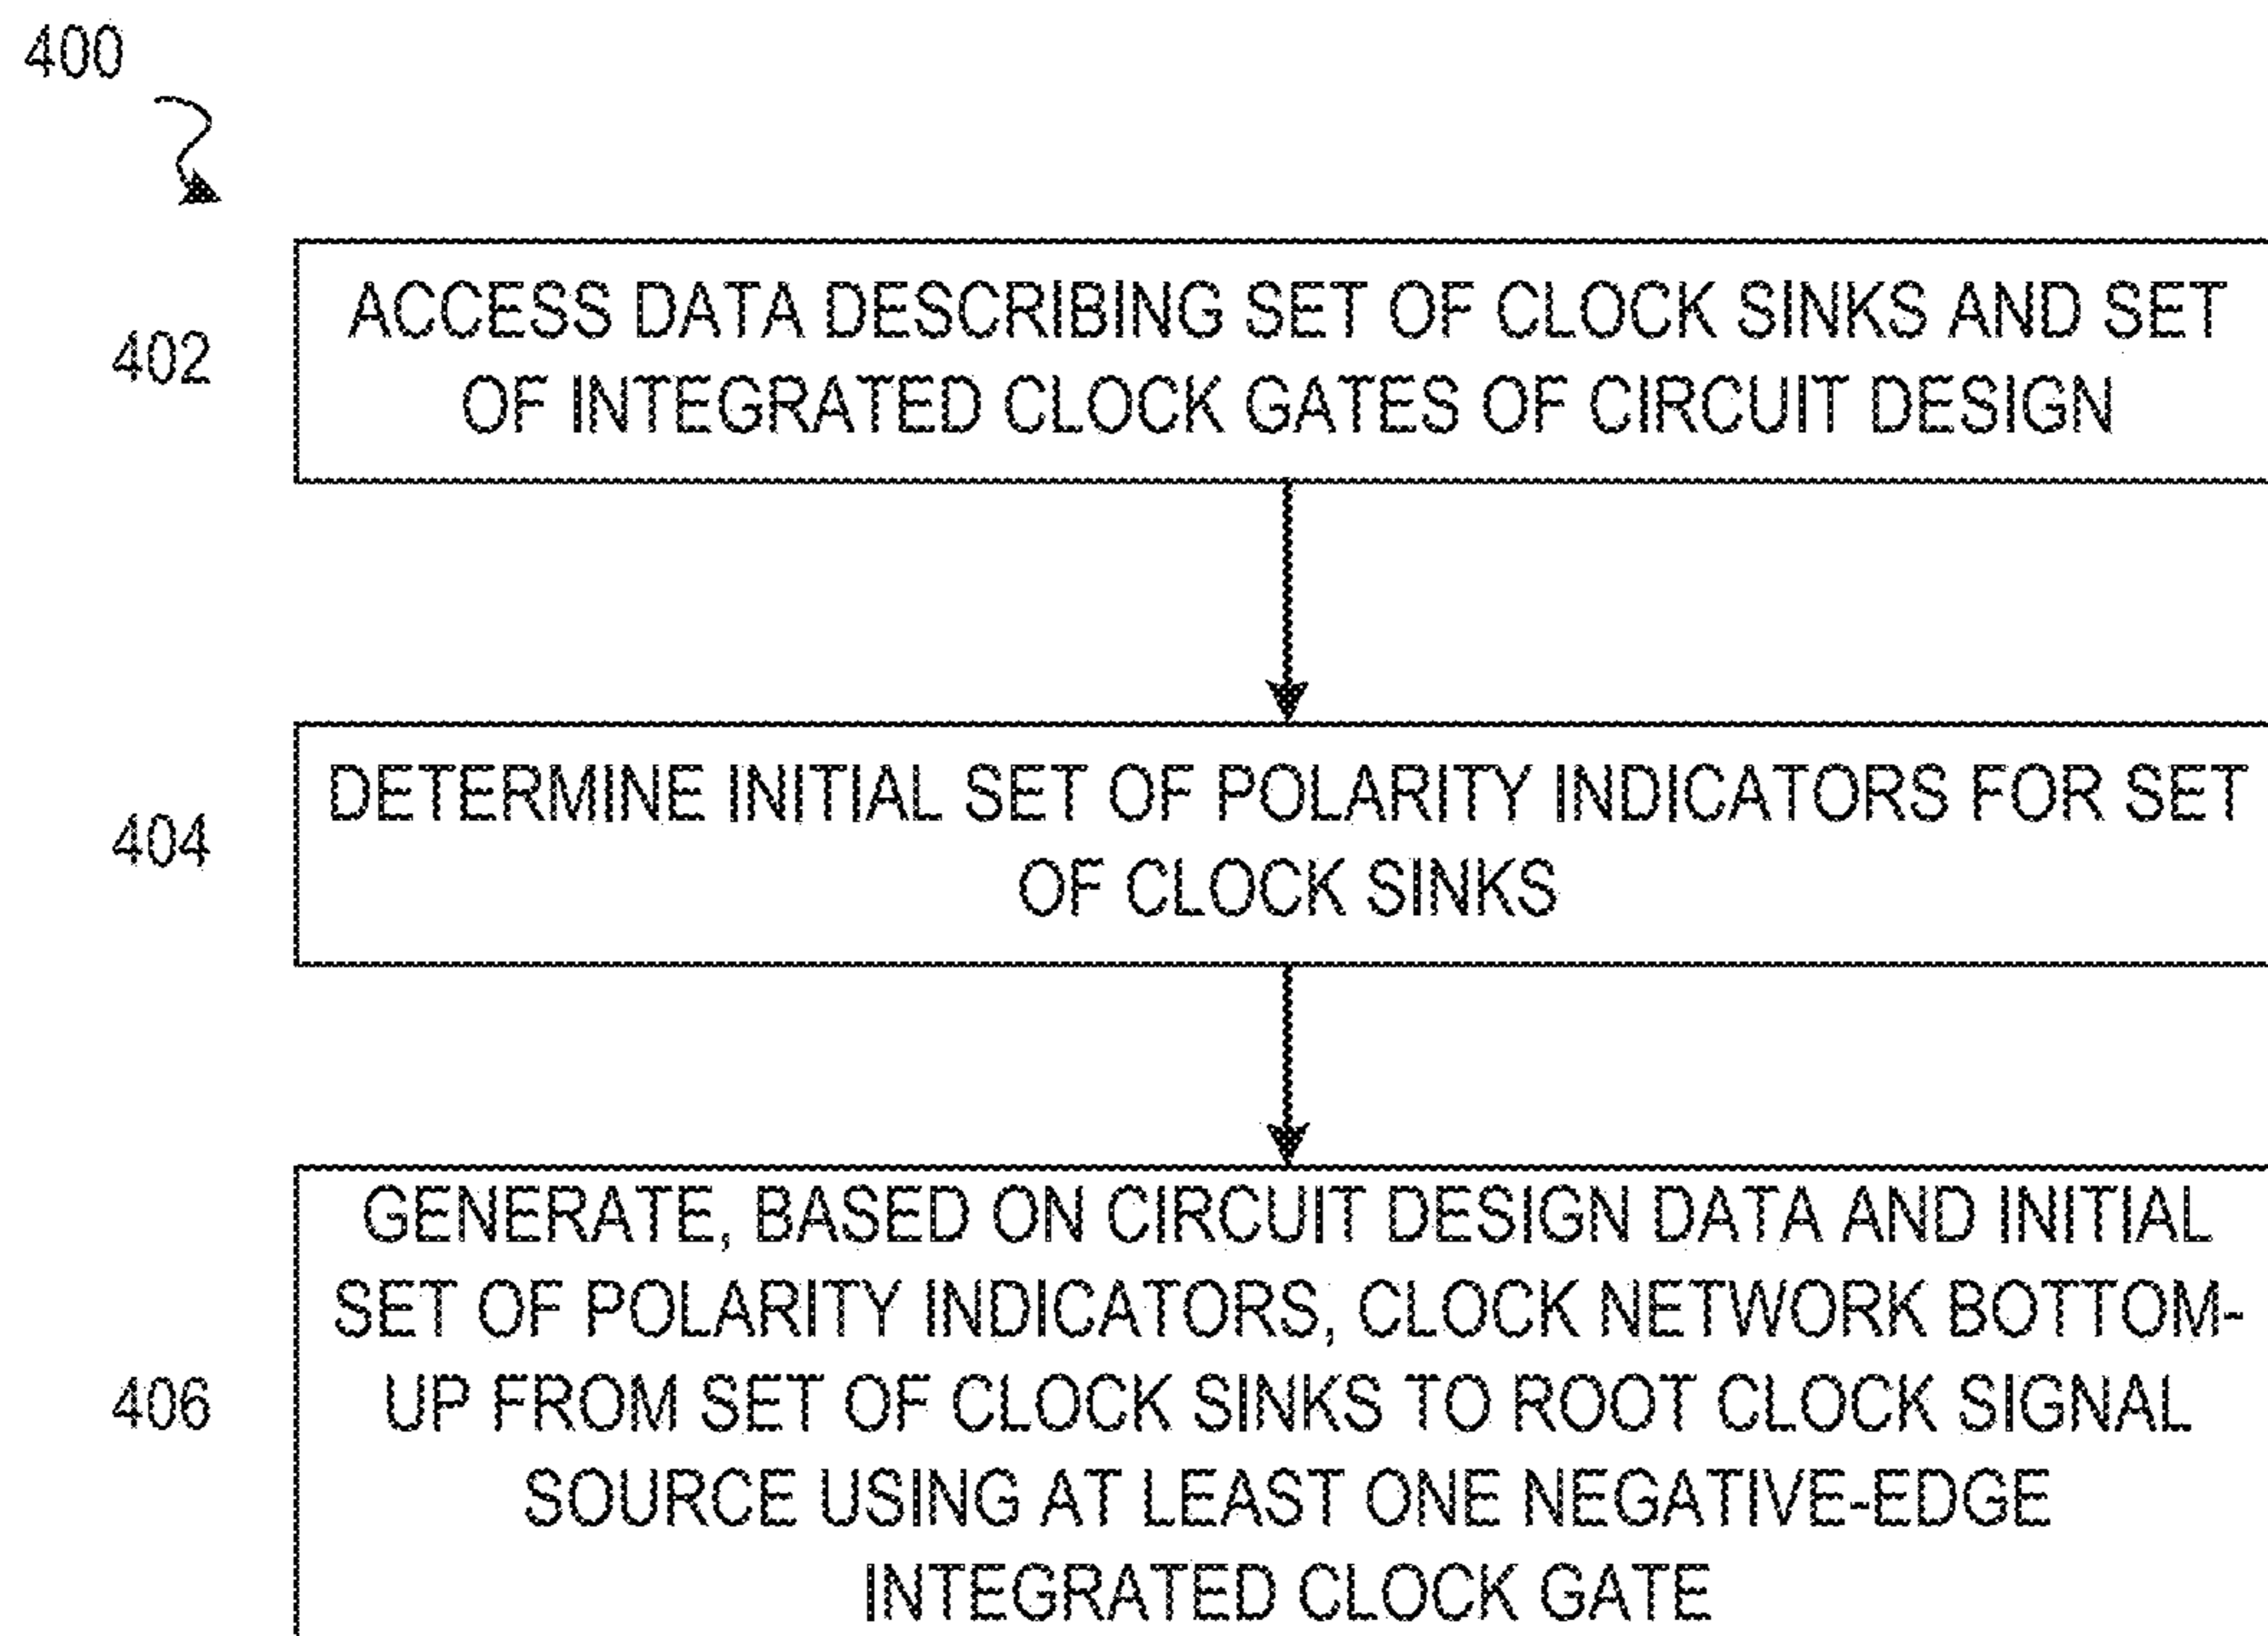 400
402
ACCESS DATA DESCRIBING SET OF CLOCK SINKS AND SET
OF INTEGRATED CLOCK GATES OF CIRCUIT DESIGN
404
DETERMINE INITIAL SET OF POLARITY INDICATORS FOR SET
OF CLOCK SINKS
406
GENERATE, BASED ON CIRCUIT DESIGN DATA AND INITIAL
SET OF POLARITY INDICATORS, CLOCK NETWORK BOTTOM-
UP FROM SET OF CLOCK SINKS TO ROOT CLOCK SIGNAL
SOURCE USING AT LEAST ONE NEGATIVE-EDGE
INTEGRATED CLOCK GATE